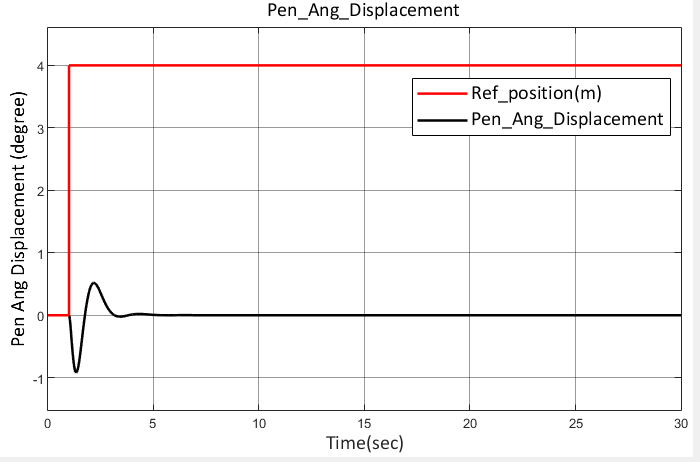 Pen_Ang_Displacement
Pen Ang Displacement (degree)
4
3
2
1
0
-1
Ref_position(m)
Pen_Ang_Displacement
0 5 10 15 20 25 30
Time(sec)